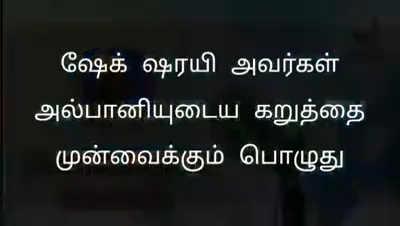 ஷேக் ஷரயி அவர்கள்
அல்பானியுடைய கறுத்தை
முன்வைக்கும் பொழுது